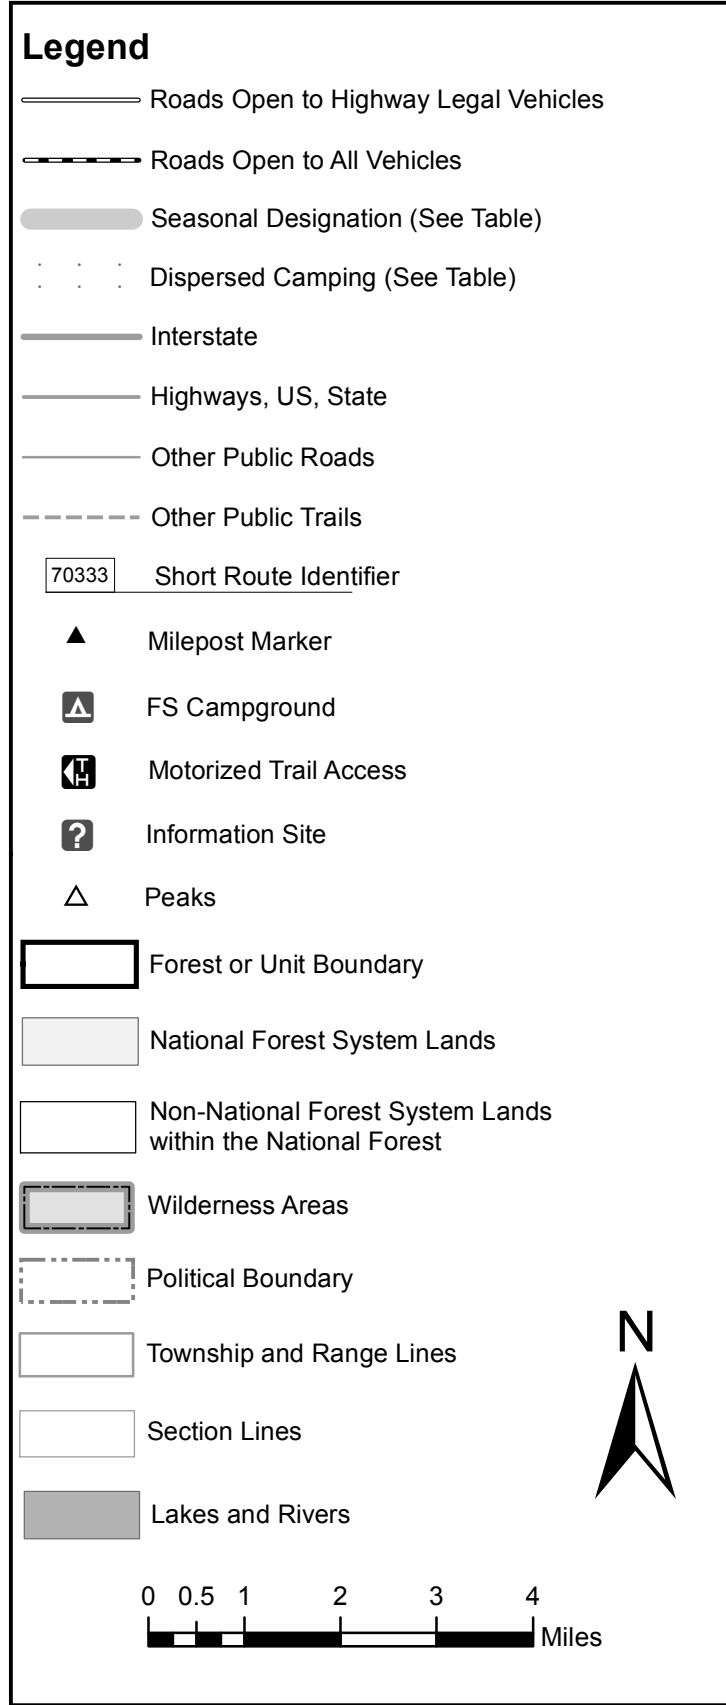 Legend
Roads Open to Highway Legal Vehicles
Roads Open to All Vehicles
Seasonal Designation (See Table)
Dispersed Camping (See Table)
Interstate
Highways, US, State
Other Public Roads
Other Public Trails
70333 Short Route Identifier
Milepost Marker
FS Campground
TH Motorized Trail Access
? Information Site
Peaks
Forest or Unit Boundary
National Forest System Lands
Non-National Forest System Lands
within the National Forest
Wilderness Areas
Political Boundary
N
Township and Range Lines
Section Lines
Lakes and Rivers
0 0.5 1 2 3 4
Miles